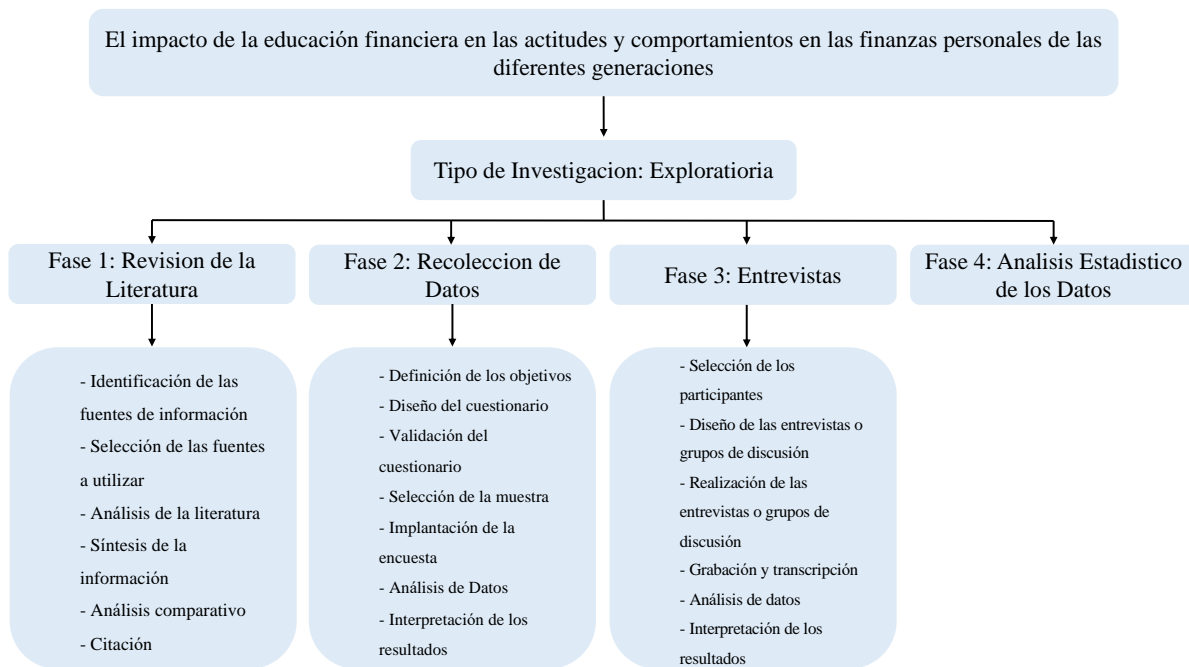 El impacto de la educación financiera en las actitudes y comportamientos en las finanzas personales de las
diferentes generaciones
Tipo de Investigacion: Exploratioria
Fase 1: Revision de la
Literatura
Fase 2: Recoleccion de
Datos
Fase 3: Entrevistas
Fase 4: Analisis Estadistico
de los Datos
- Identificación de las
fuentes de información
- Selección de las fuentes
a utilizar
- Análisis de la literatura
- Síntesis de la
información
- Análisis comparativo
- Citación
- Definición de los objetivos
- Diseño del cuestionario
- Validación del
cuestionario
- Selección de la muestra
- Implantación de la
encuesta
- Análisis de Datos
- Interpretación de los
resultados
- Selección de los
participantes
- Diseño de las entrevistas o
grupos de discusión
- Realización de las
entrevistas o grupos de
discusión
- Grabación y transcripción
- Análisis de datos
- Interpretación de los
resultados